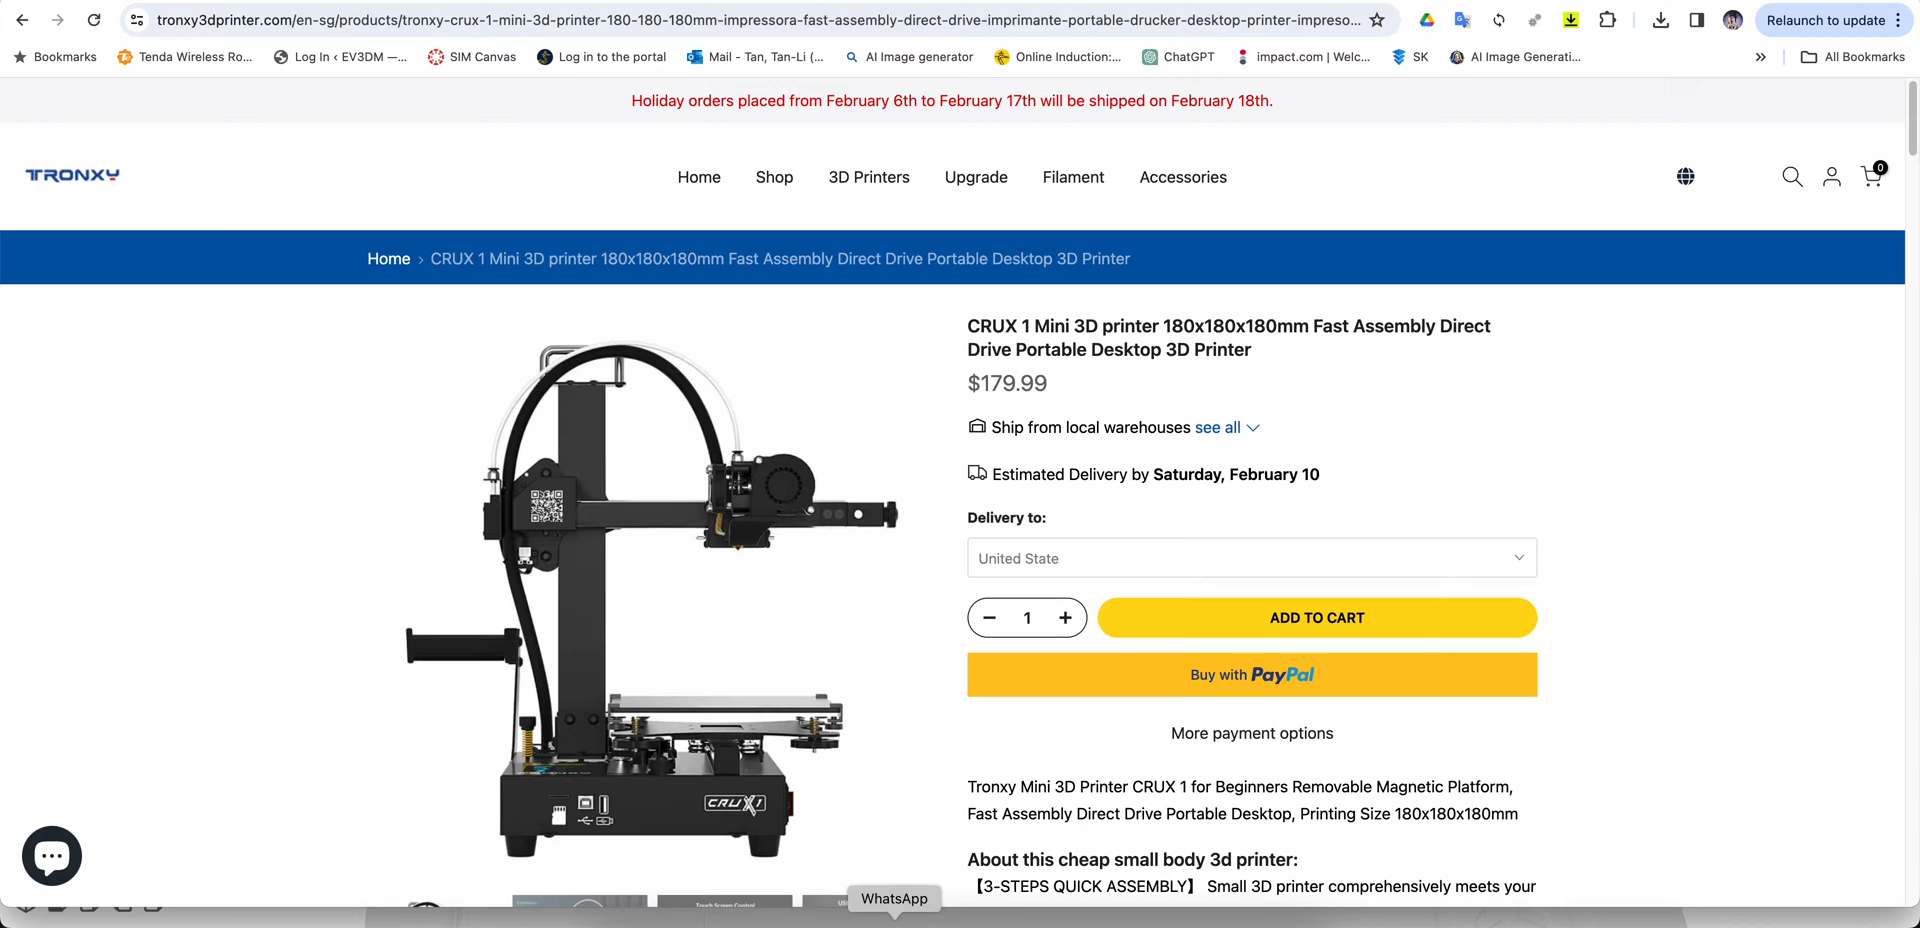 tronxy3dprinter.com/en-sg/products/tronxy-crux-1-mini-3d-printer-180-180-180mm-impressora-fast-assembly-direct-drive-imprimante-portable-drucker-desktop-printer-impreso...
Relaunch to update
Bookmarks
Tenda Wireless Ro...
Log In ‹ EV3DM —...
SIM Canvas
Log in to the portal
Mail - Tan, Tan-Li (...
AI Image generator
Online Induction:...
ChatGPT
impact.com | Welc...
SK
AI Image Generati...
All Bookmarks
Holiday orders placed from February 6th to February 17th will be shipped on February 18th.
TRONXY
Home
Shop
3D Printers
Upgrade
Filament
Accessories
0
Home › CRUX 1 Mini 3D printer 180x180x180mm Fast Assembly Direct Drive Portable Desktop 3D Printer
CRUX 1 Mini 3D printer 180x180x180mm Fast Assembly Direct
Drive Portable Desktop 3D Printer
$179.99
Ship from local warehouses see all
Estimated Delivery by Saturday, February 10
Delivery to:
United State
− 1 +
ADD TO CART
Buy with PayPal
More payment options
Tronxy Mini 3D Printer CRUX 1 for Beginners Removable Magnetic Platform,
Fast Assembly Direct Drive Portable Desktop, Printing Size 180x180x180mm
About this cheap small body 3d printer:
【3-STEPS QUICK ASSEMBLY】 Small 3D printer comprehensively meets your
CRUX1
Touch Screen Control
WhatsApp